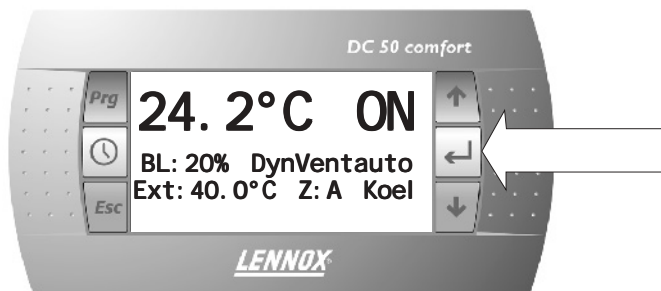 DC 50 comfort
Prg
24.2°C ON
BL:20% DynVentauto
Ext:40.0°C Z:A Koel
Esc
LENNOX